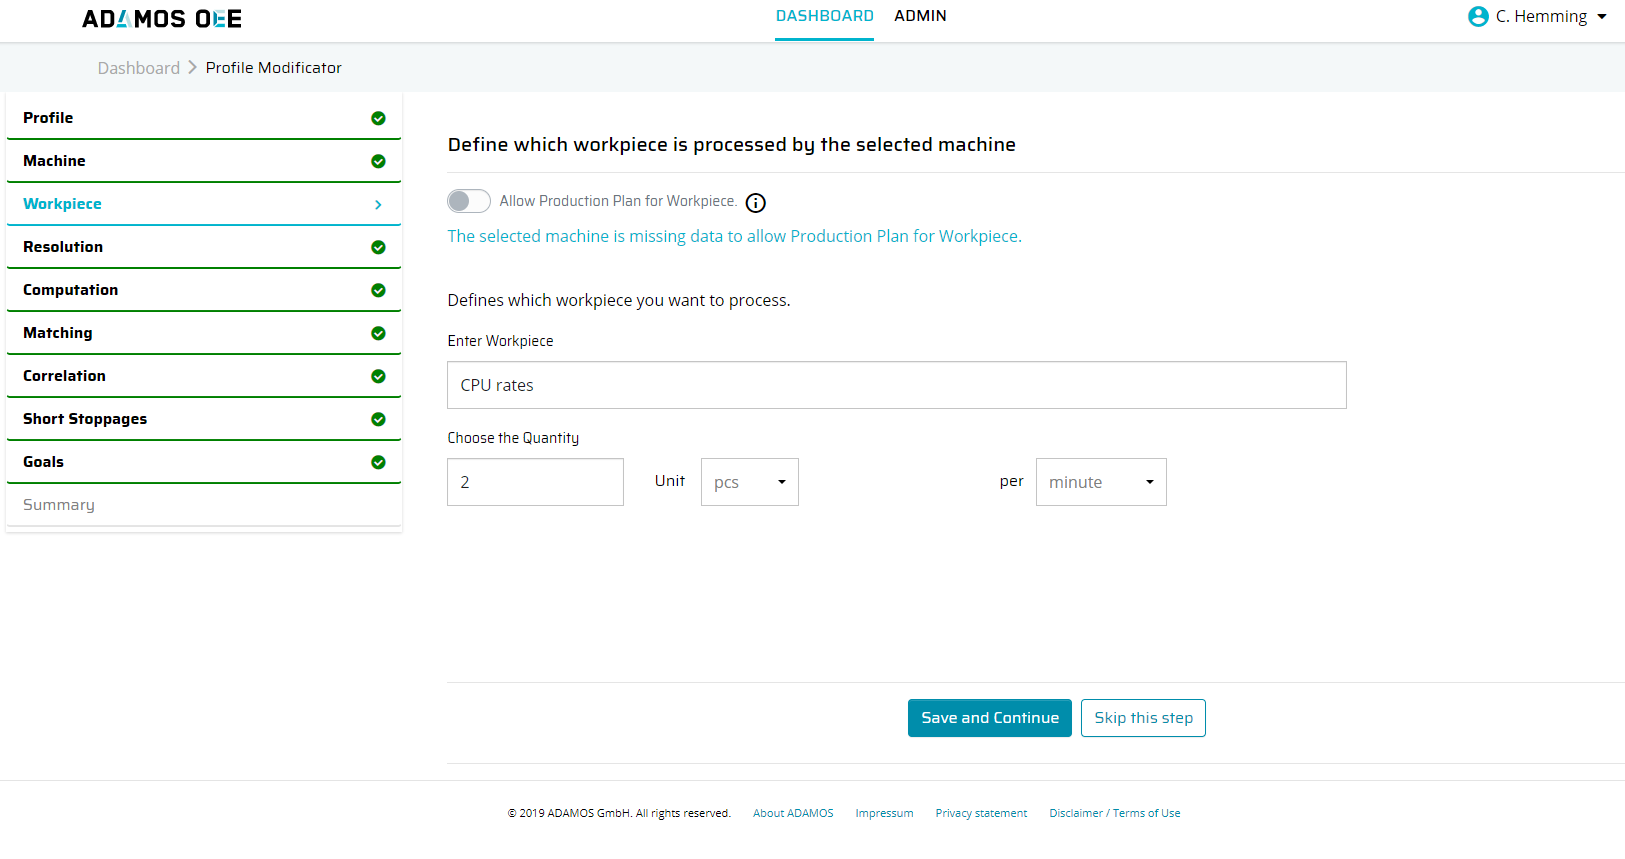 ADAMOS OEE
DASHBOARD ADMIN
C. Hemming
Dashboard Profile Modificator
Profile
Machine
Workpiece
Resolution
Computation
Matching
Correlation
Short Stoppages
Goals
Summary
Define which workpiece is processed by the selected machine
Allow Production Plan for Workpiece.
The selected machine is missing data to allow Production Plan for Workpiece.
Defines which workpiece you want to process.
Enter Workpiece
CPU rates
Choose the Quantity
2 Unit pcs per minute
Save and Continue Skip this step
© 2019 ADAMOS GmbH. All rights reserved. About ADAMOS Impressum Privacy statement Disclaimer / Terms of Use